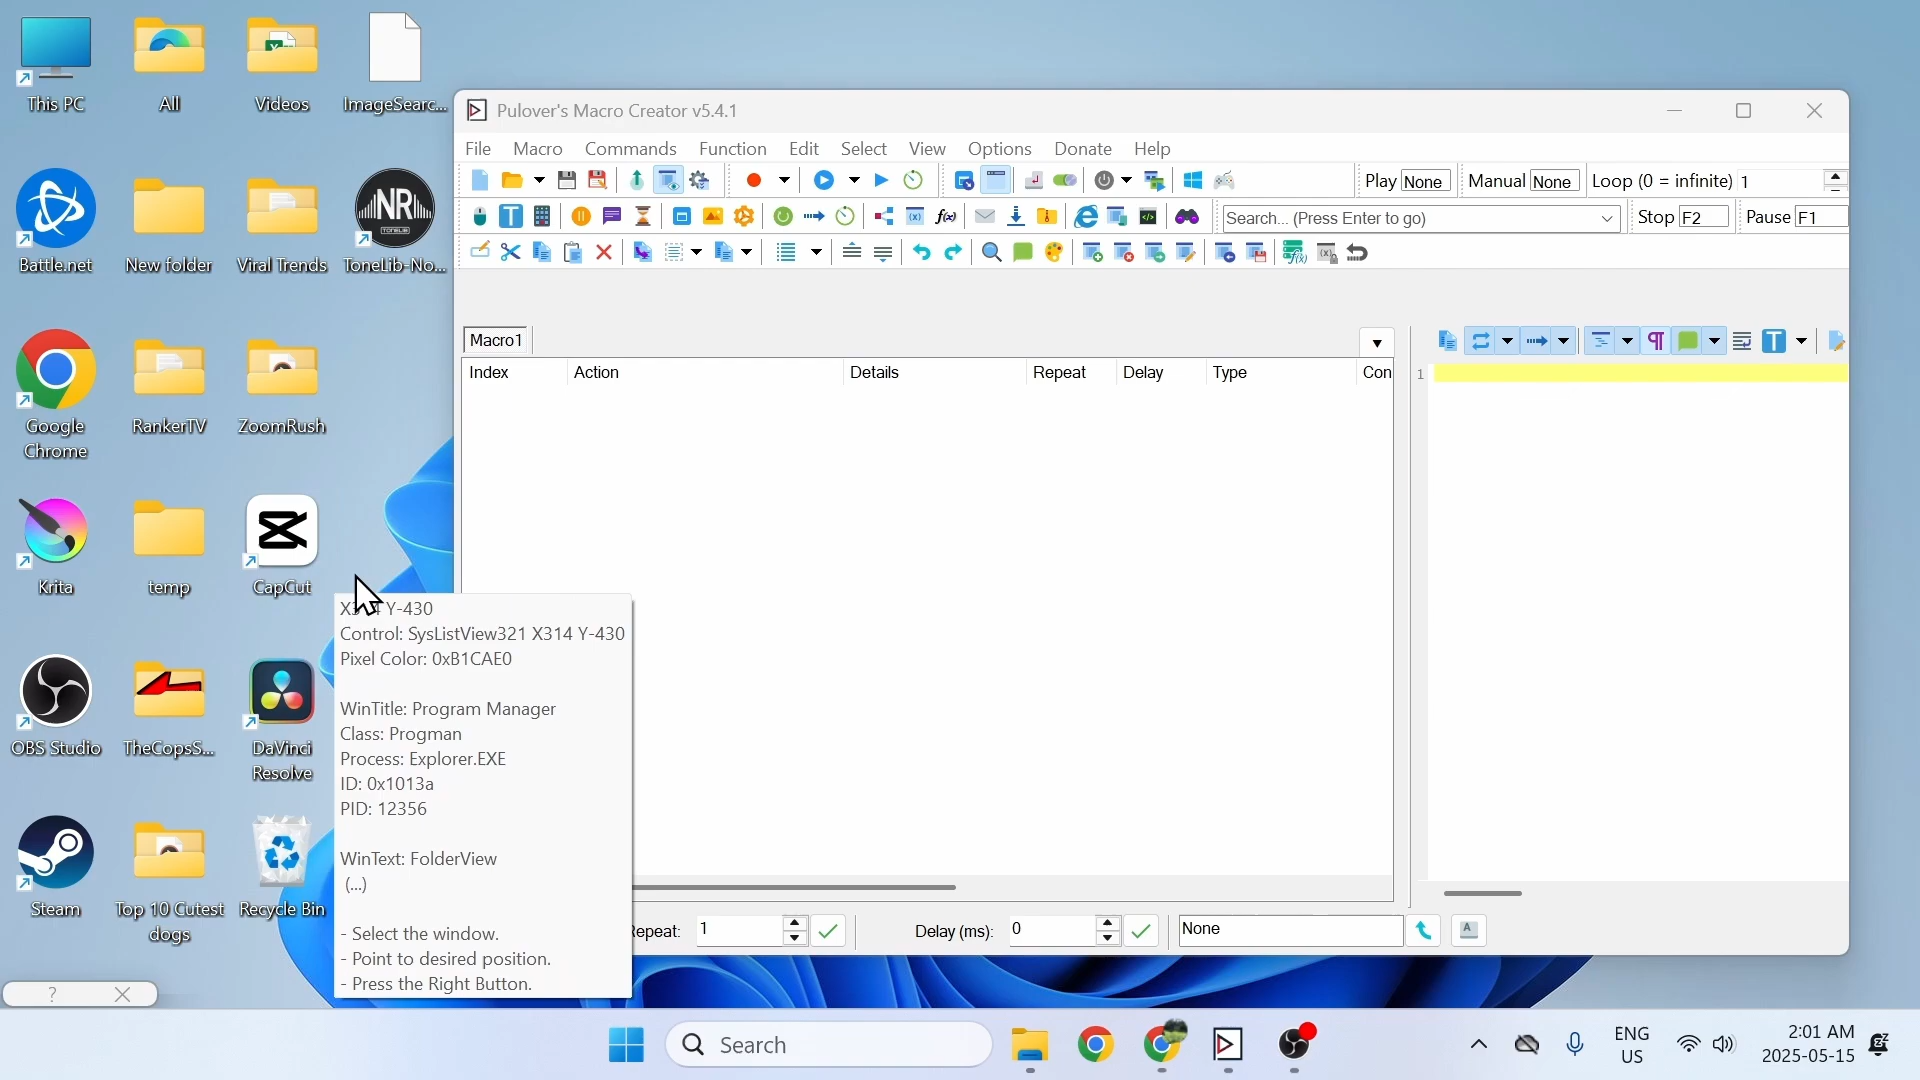 This PC
All
Videos
ImageSearc...
Battle.net
New folder
Viral Trends
NR
TONELIB
ToneLib-No...
Google
Chrome
RankerTV
ZoomRush
Krita
temp
CapCut
OBS Studio
TheCopsS...
DaVinci
Resolve
Steam
Top 10 Cutest
dogs
Recycle Bin
Pulover's Macro Creator v5.4.1
File Macro Commands Function Edit Select View Options Donate Help
Play None Manual None Loop (0 = infinite) 1
Search... (Press Enter to go) Stop F2 Pause F1
Macro1
Index Action Details Repeat Delay Type Con
1
Y-430
Control: SysListView321 X314 Y-430
Pixel Color: 0xB1CAE0
WinTitle: Program Manager
Class: Progman
Process: Explorer.EXE
ID: 0x1013a
PID: 12356
WinText: FolderView
(...)
- Select the window.
- Point to desired position.
- Press the Right Button.
Repeat: 1 Delay (ms): 0 None
?
Search
ENG
US
2:01 AM
2025-05-15